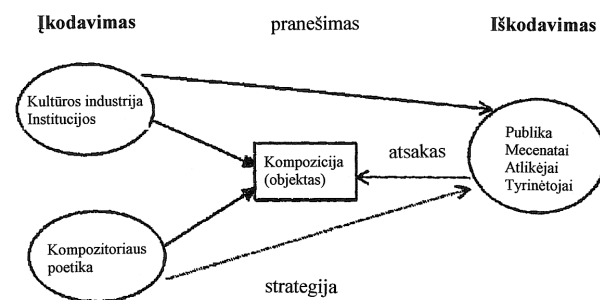 Įkodavimas
pranešimas
Iškodavimas
Kultūros industrija
Institucijos
Kompozicija
(objektas)
atsakas
Publika
Mecenatai
Atlikėjai
Tyrinėtojai
Kompozitoriaus
poetika
strategija